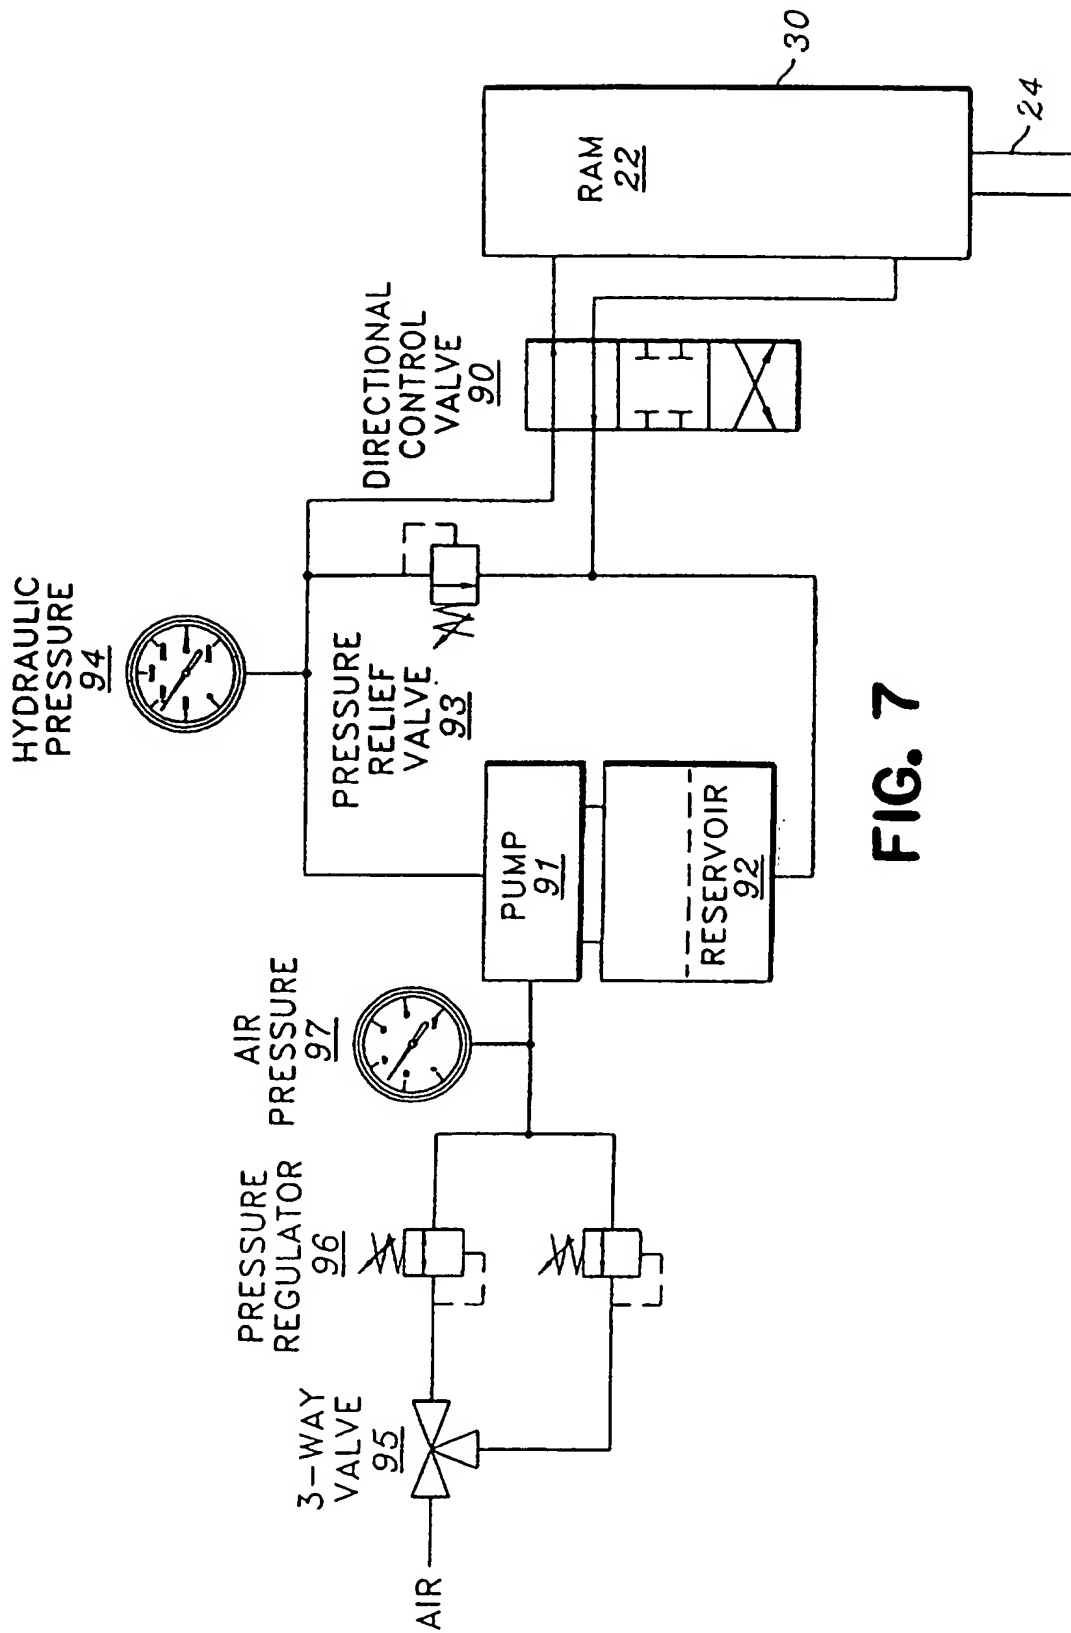 AIR
3-WAY
VALVE
95
PRESSURE
REGULATOR
96
AIR
PRESSURE
97
PUMP
91
RESERVOIR
92
HYDRAULIC
PRESSURE
94
PRESSURE
RELIEF
VALVE
93
DIRECTIONAL
CONTROL
VALVE
90
RAM
22
30
24
FIG. 7